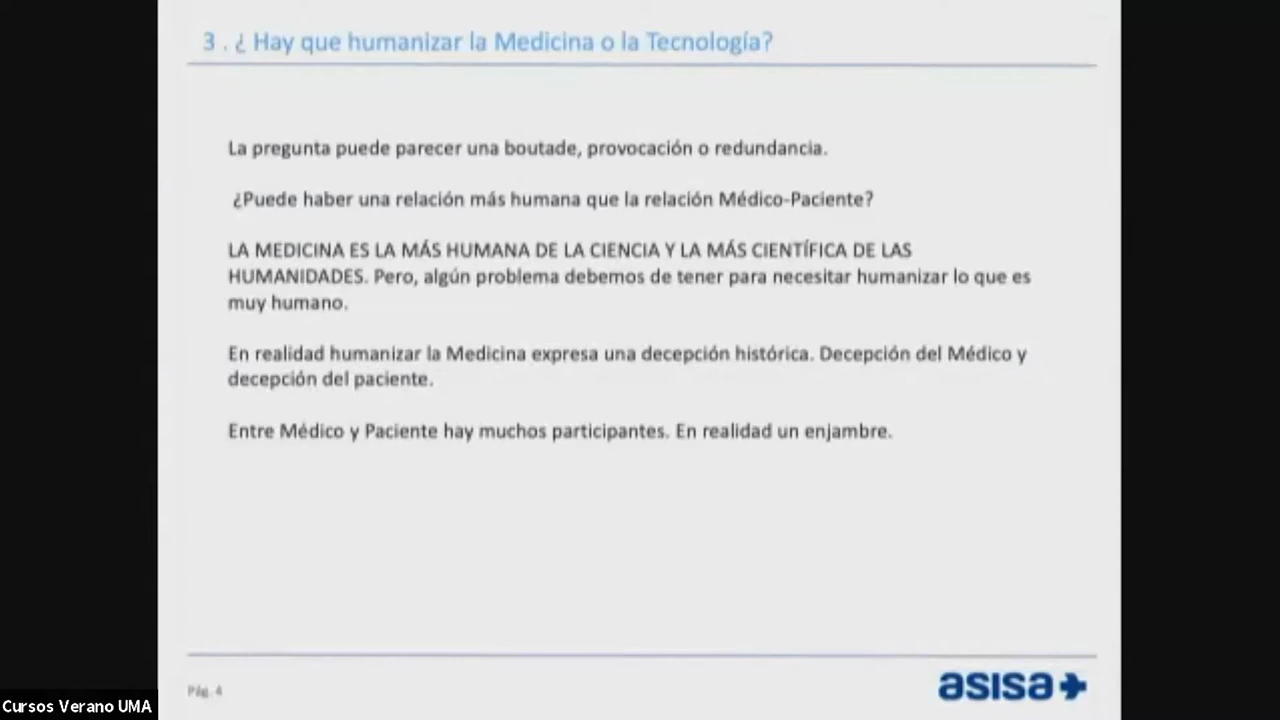 3 . ¿ Hay que humanizar la Medicina o la Tecnología?
La pregunta puede parecer una boutade, provocación o redundancia.
¿Puede haber una relación más humana que la relación Médico-Paciente?
LA MEDICINA ES LA MÁS HUMANA DE LA CIENCIA Y LA MÁS CIENTÍFICA DE LAS
HUMANIDADES. Pero, algún problema debemos de tener para necesitar humanizar lo que es
muy humano.
En realidad humanizar la Medicina expresa una decepción histórica. Decepción del Médico y
decepción del paciente.
Entre Médico y Paciente hay muchos participantes. En realidad un enjambre.
Pág. 4
asisa
Cursos Verano UMA